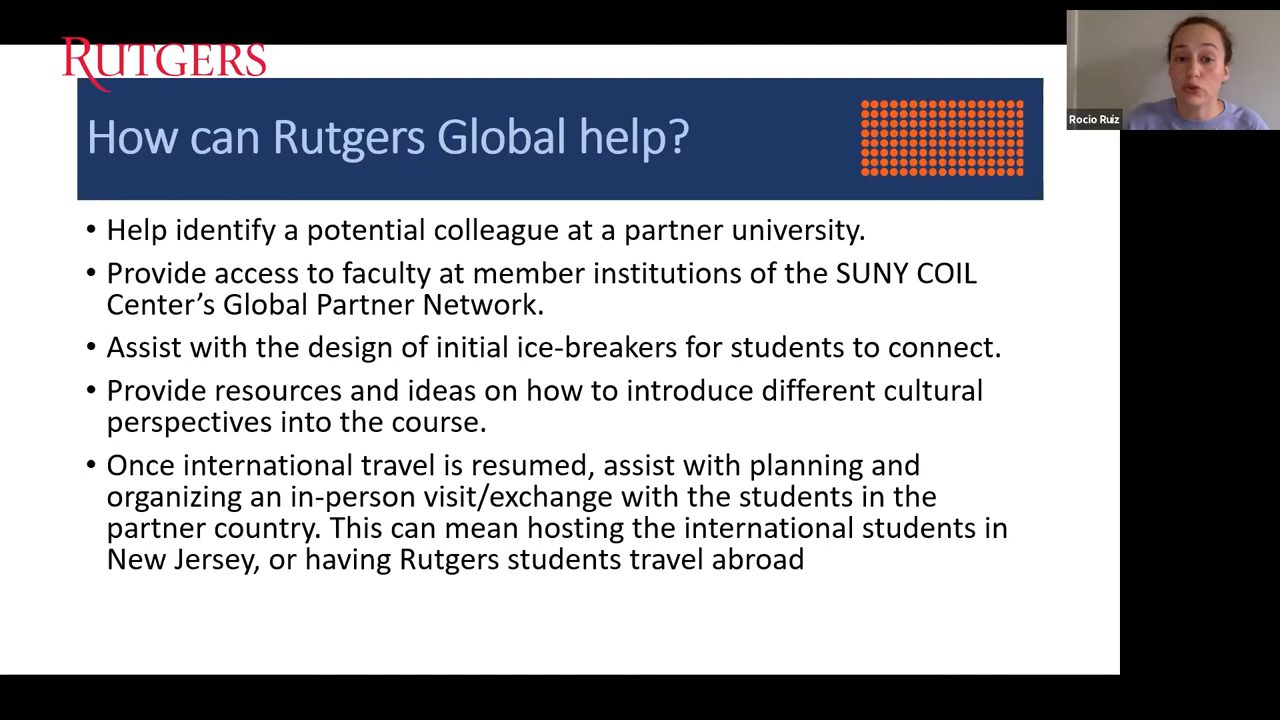 RUTGERS
How can Rutgers Global help?
Rocio Ruiz
• Help identify a potential colleague at a partner university.
• Provide access to faculty at member institutions of the SUNY COIL
Center’s Global Partner Network.
• Assist with the design of initial ice-breakers for students to connect.
• Provide resources and ideas on how to introduce different cultural
perspectives into the course.
• Once international travel is resumed, assist with planning and
organizing an in-person visit/exchange with the students in the
partner country. This can mean hosting the international students in
New Jersey, or having Rutgers students travel abroad